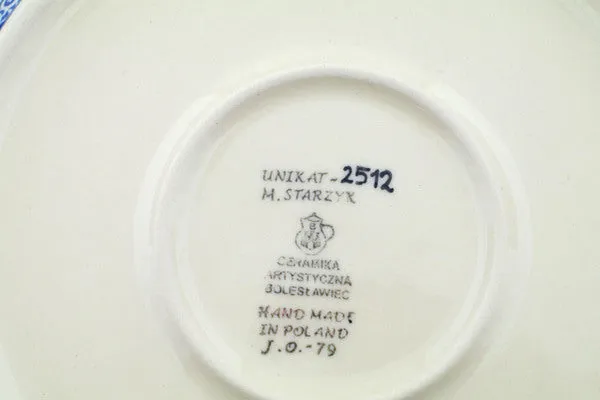 UNIKAT-2512
M. STARZYK
CERAMIKA
ARTYSTYCZNA
BOLESŁAWIEC
HAND MADE
IN POLAND
J.O.-79